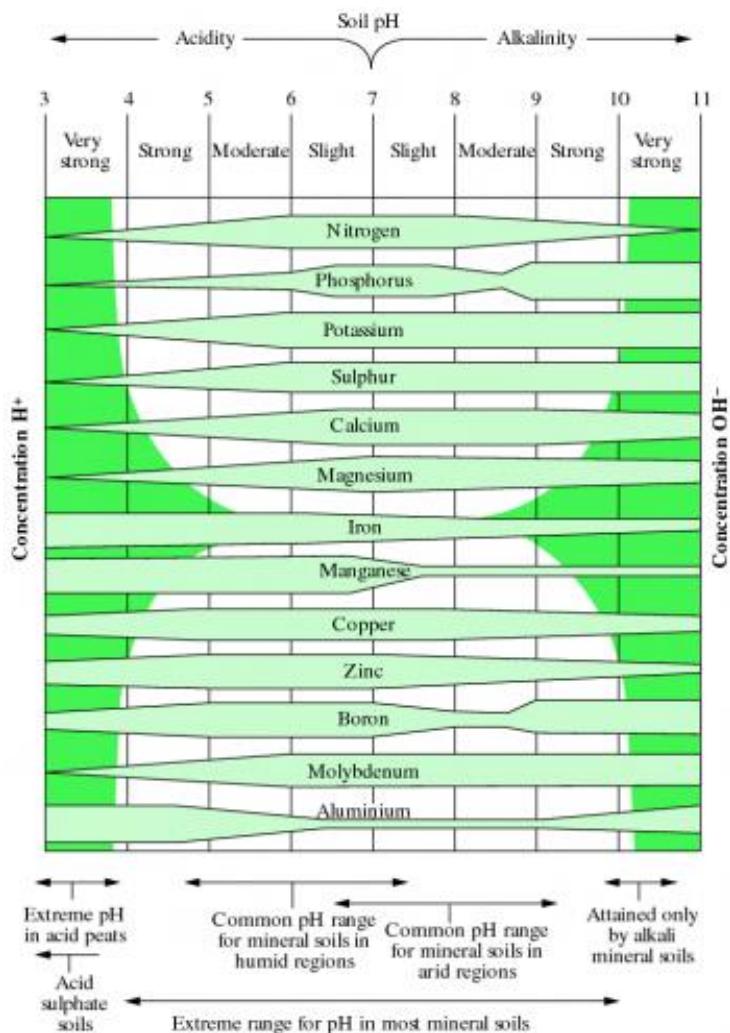 Soil pH
Acidity Alkalinity
3 4 5 6 7 8 9 10 11
Very strong Strong Moderate Slight Slight Moderate Strong Very strong
Nitrogen
Phosphorus
Potassium
Sulphur
Calcium
Magnesium
Iron
Manganese
Copper
Zinc
Boron
Molybdenum
Aluminium
Concentration H⁺
Concentration OH⁻
Extreme pH
in acid peats
Acid
sulphate
soils
Common pH range
for mineral soils in
humid regions
Common pH range
for mineral soils in
arid regions
Attained only
by alkali
mineral soils
Extreme range for pH in most mineral soils